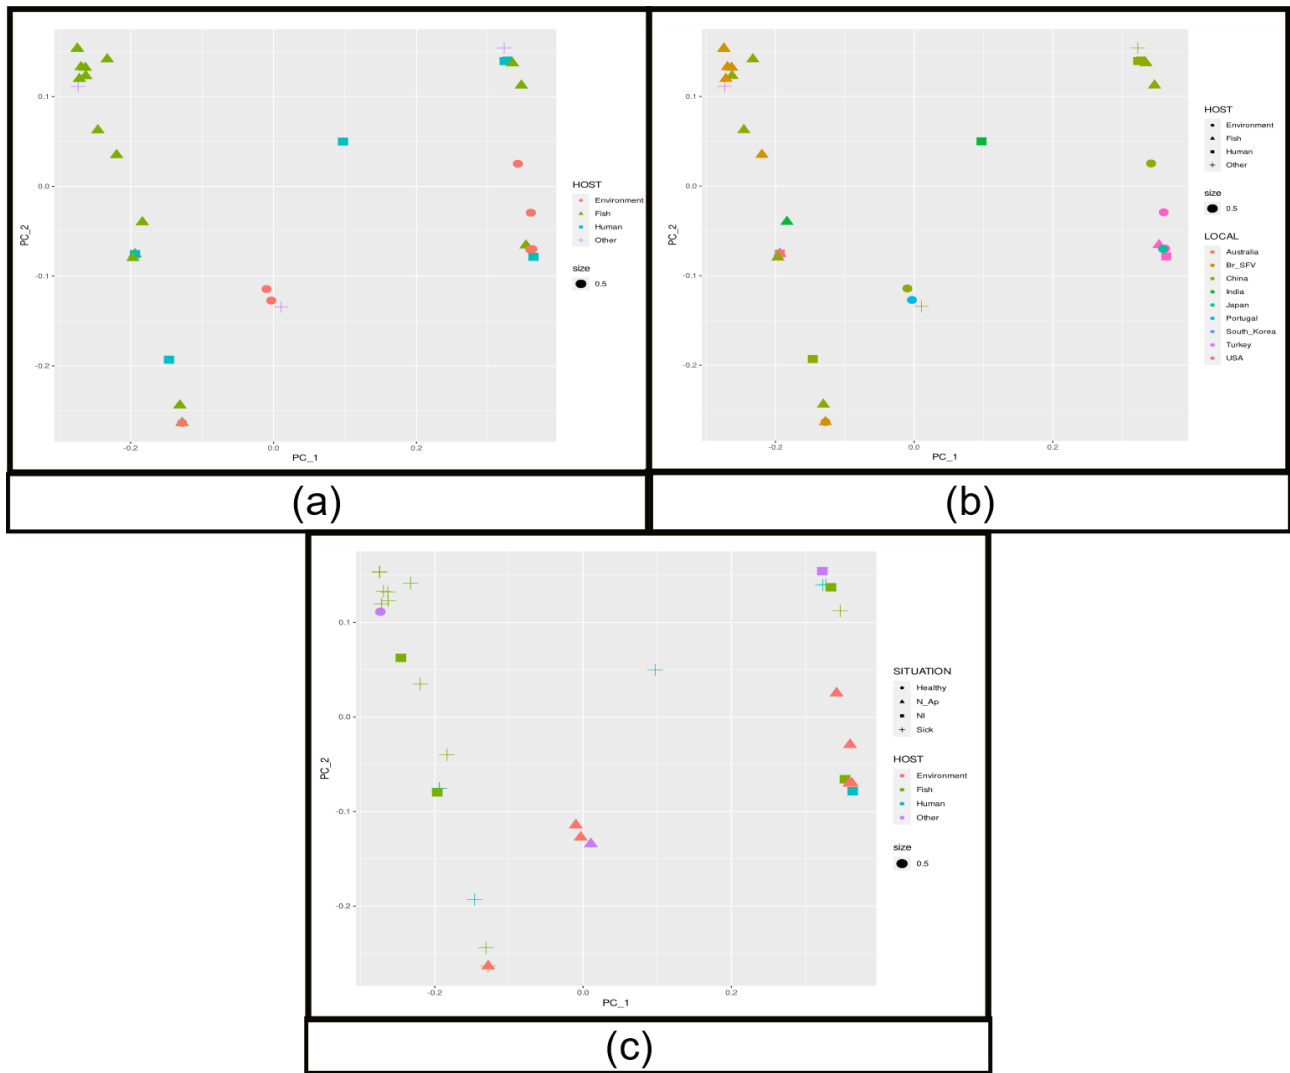 0.1
0.0
-0.1
-0.2
PC_2
-0.2
0.0
0.2
PC_1
HOST
Environment
Fish
Human
Other
size
0.5
(a)
0.1
0.0
-0.1
-0.2
PC_2
-0.2
0.0
0.2
PC_1
HOST
Environment
Fish
Human
Other
size
0.5
LOCAL
Australia
Br_SFV
China
India
Japan
Portugal
South_Korea
Turkey
USA
(b)
0.1
0.0
-0.1
-0.2
PC_2
-0.2
0.0
0.2
PC_1
SITUATION
Healthy
N_Ap
NI
Sick
HOST
Environment
Fish
Human
Other
size
0.5
(c)